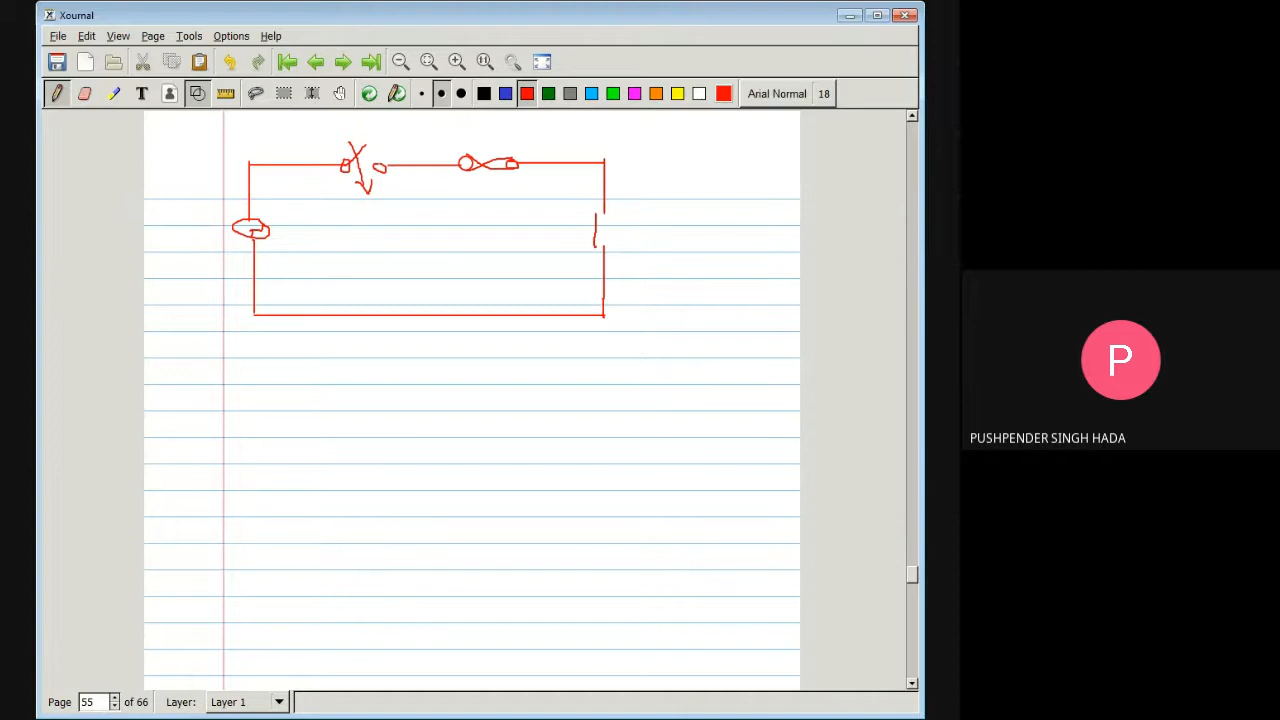 Xournal
File Edit View Page Tools Options Help
T Arial Normal 18
P
PUSHPENDER SINGH HADA
Page 55 of 66 Layer: Layer 1